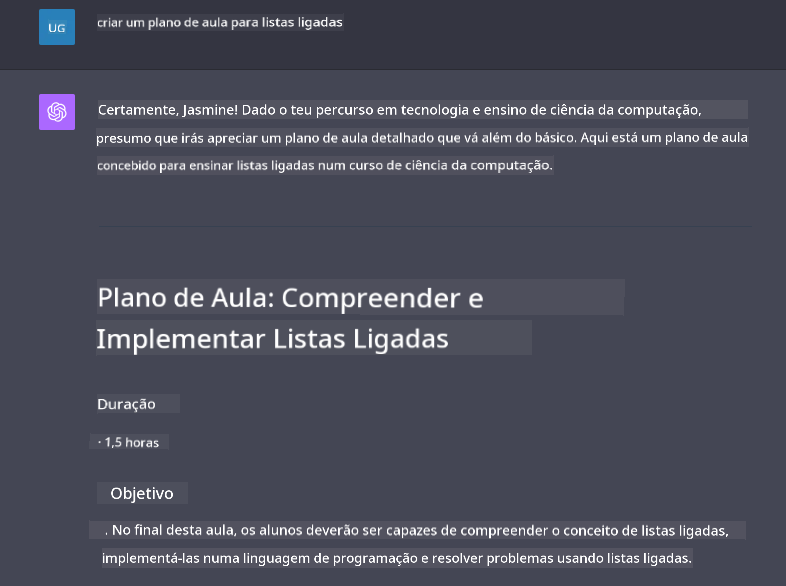 UG
criar um plano de aula para listas ligadas
Certamente, Jasmine! Dado o teu percurso em tecnologia e ensino de ciência da computação,
presumo que irás apreciar um plano de aula detalhado que vá além do básico. Aqui está um plano de aula
concebido para ensinar listas ligadas num curso de ciência da computação.
Plano de Aula: Compreender e
Implementar Listas Ligadas
Duração
· 1,5 horas
Objetivo
. No final desta aula, os alunos deverão ser capazes de compreender o conceito de listas ligadas,
implementá-las numa linguagem de programação e resolver problemas usando listas ligadas.